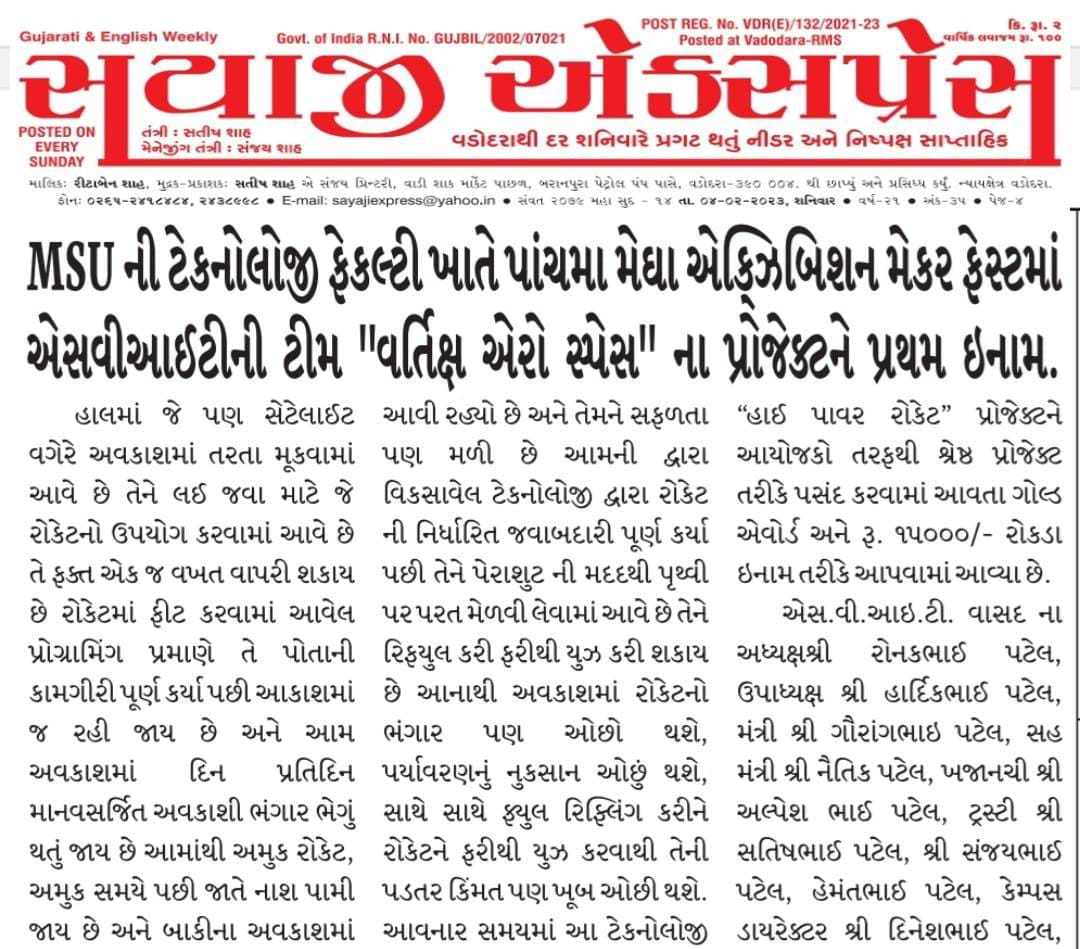 Gujarati & English Weekly
Govt. of India R.N.I. No. GUJBIL/2002/07021
POST REG. No. VDR(E)/132/2021-23
Posted at Vadodara-RMS
કિં. રૂા. ૨
વાર્ષિક લવાજમ રૂા. ૧૦૦
સયાજી એક્સપ્રેસ
POSTED ON
EVERY
SUNDAY
તંત્રી : સતીષ શાહ
મેનેજીંગ તંત્રી : સંજય શાહ
વડોદરાથી દર શનિવારે પ્રગટ થતું નીડર અને નિષ્પક્ષ સાપ્તાહિક
માલિક: રીટાબેન શાહ, મુદ્રક-પ્રકાશક: સતીષ શાહ એ સંજય પ્રિન્ટરી, વાડી શાક માર્કેટ પાછળ, બરાનપુરા પેટ્રોલ પંપ પાસે, વડોદરા-૩૯૦ ૦૦૪. થી છાપ્યું અને પ્રસિધ્ધ કર્યું. ન્યાયક્ષેત્ર વડોદરા.
ફોન: ૦૨૬૫-૨૪૧૮૪૮૪, ૨૪૩૮૯૯૮ ● E-mail: sayajiexpress@yahoo.in ● સંવત ૨૦૭૯ મહા સુદ - ૧૪ તા. ૦૪-૦૨-૨૦૨૩, શનિવાર ● વર્ષ-૨૧ ● અંક-૩૫ ● પેજ-૪
MSU ની ટેકનોલોજી ફેકલ્ટી ખાતે પાંચમા મેઘા એક્ઝિબિશન મેકર ફેસ્ટમાં
એસવીઆઈટીની ટીમ "વર્તિક્ષ એરો સ્પેસ" ના પ્રોજેક્ટને પ્રથમ ઇનામ.
હાલમાં જે પણ સેટેલાઈટ
વગેરે અવકાશમાં તરતા મૂકવામાં
આવે છે તેને લઈ જવા માટે જે
રોકેટનો ઉપયોગ કરવામાં આવે છે
તે ફક્ત એક જ વખત વાપરી શકાય
છે રોકેટમાં ફીટ કરવામાં આવેલ
પ્રોગ્રામિંગ પ્રમાણે તે પોતાની
કામગીરી પૂર્ણ કર્યા પછી આકાશમાં
જ રહી જાય છે અને આમ
અવકાશમાં દિન પ્રતિદિન
માનવસર્જિત અવકાશી ભંગાર ભેગું
થતું જાય છે આમાંથી અમુક રોકેટ,
અમુક સમયે પછી જાતે નાશ પામી
જાય છે અને બાકીના અવકાશમાં
આવી રહ્યો છે અને તેમને સફળતા
પણ મળી છે આમની દ્વારા
વિકસાવેલ ટેકનોલોજી દ્વારા રોકેટ
ની નિર્ધારિત જવાબદારી પૂર્ણ કર્યા
પછી તેને પેરાશુટ ની મદદથી પૃથ્વી
પર પરત મેળવી લેવામાં આવે છે તેને
રિફયુલ કરી ફરીથી યુઝ કરી શકાય
છે આનાથી અવકાશમાં રોકેટનો
ભંગાર પણ ઓછો થશે,
પર્યાવરણનું નુકસાન ઓછું થશે,
સાથે સાથે ફ્યુલ રિફ્લિંગ કરીને
રોકેટને ફરીથી યુઝ કરવાથી તેની
પડતર કિંમત પણ ખૂબ ઓછી થશે.
આવનાર સમયમાં આ ટેકનોલોજી
“હાઈ પાવર રોકેટ” પ્રોજેક્ટને
આયોજકો તરફથી શ્રેષ્ઠ પ્રોજેક્ટ
તરીકે પસંદ કરવામાં આવતા ગોલ્ડ
એવોર્ડ અને રૂ. ૧૫૦૦૦/- રોકડા
ઇનામ તરીકે આપવામાં આવ્યા છે.
એસ.વી.આઇ.ટી. વાસદ ના
અધ્યક્ષશ્રી રોનકભાઈ પટેલ,
ઉપાધ્યક્ષ શ્રી હાર્દિકભાઈ પટેલ,
મંત્રી શ્રી ગૌરાંગભાઇ પટેલ, સહ
મંત્રી શ્રી નૈતિક પટેલ, ખજાનચી શ્રી
અલ્પેશ ભાઈ પટેલ, ટ્રસ્ટી શ્રી
સતિષભાઈ પટેલ, શ્રી સંજયભાઈ
પટેલ, હેમંતભાઈ પટેલ, કેમ્પસ
ડાયરેક્ટર શ્રી દિનેશભાઈ પટેલ,